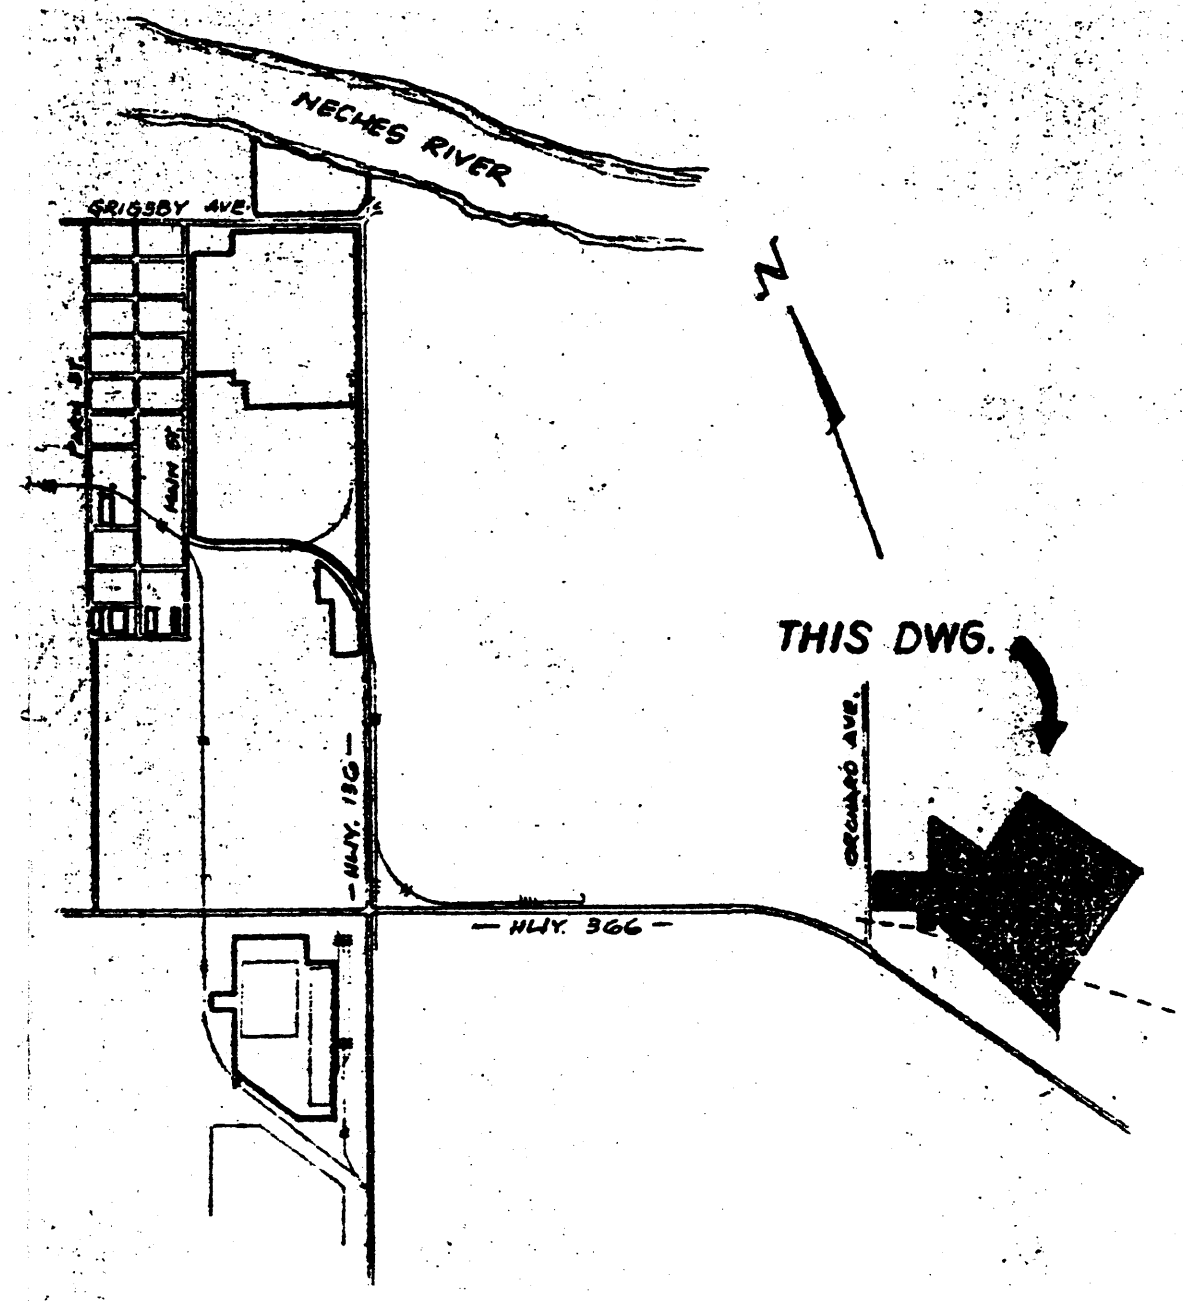 NECHES RIVER
GRIGSBY AVE.
N
PARK ST.
MAIN ST.
THIS DWG.
ORCHARD AVE.
HWY. 136
HWY. 366